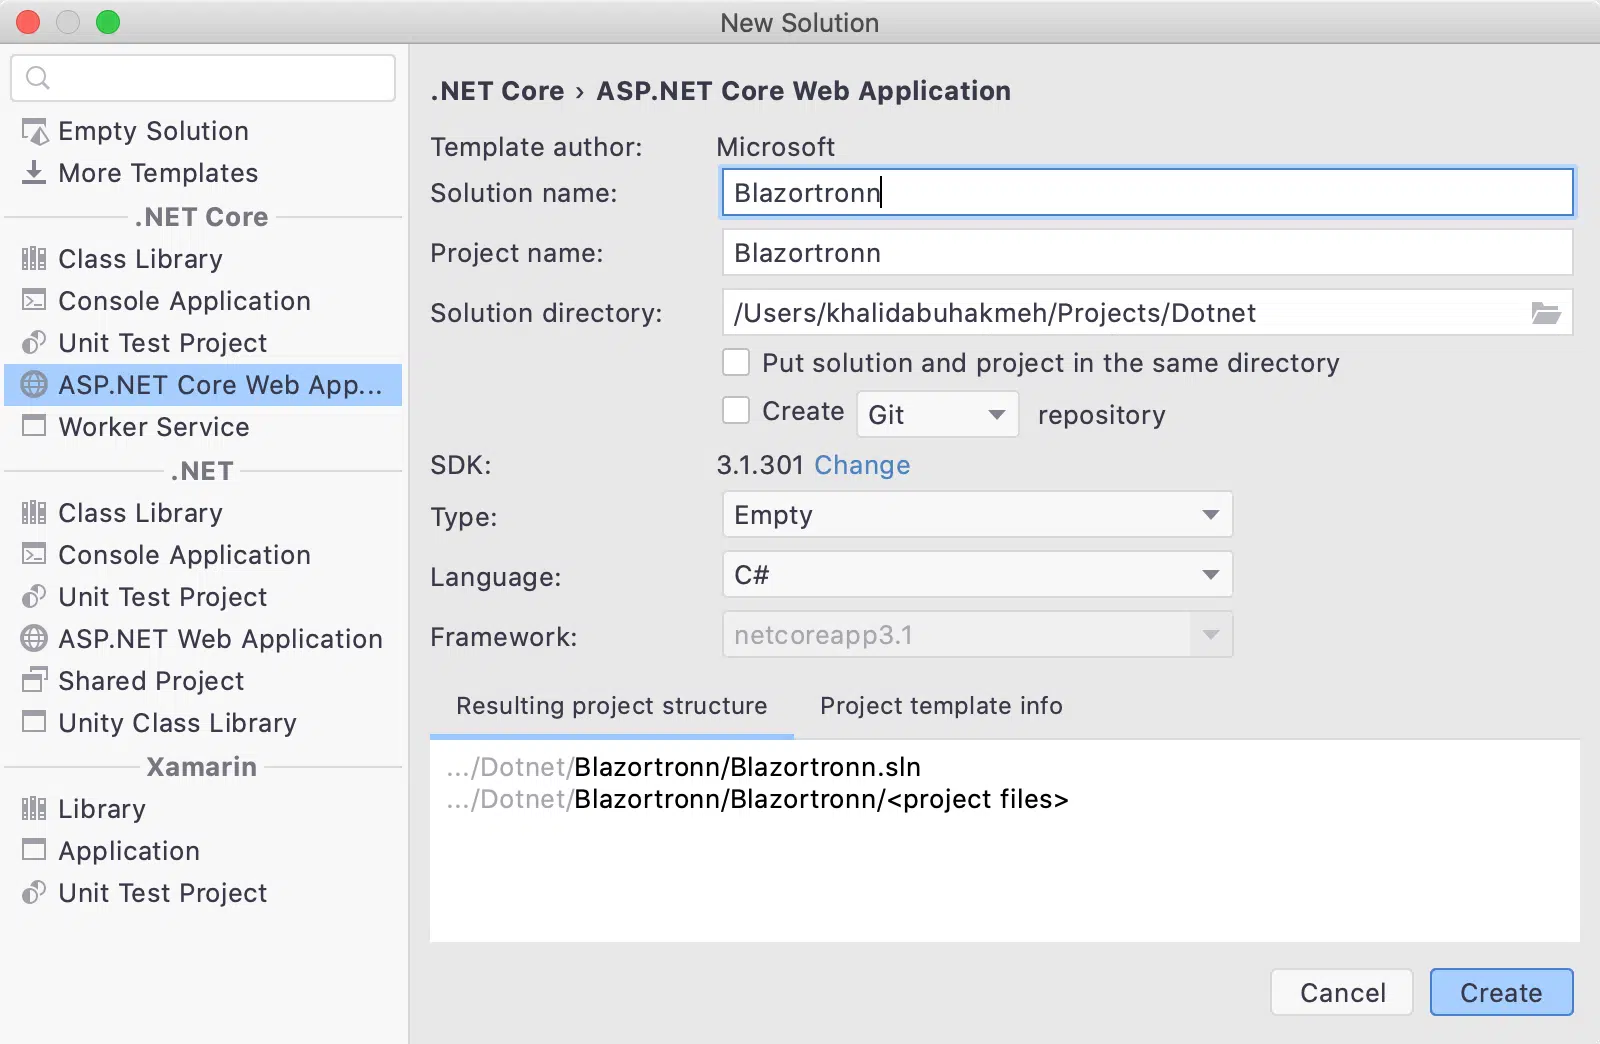 New Solution
Empty Solution
More Templates
.NET Core
Class Library
Console Application
Unit Test Project
ASP.NET Core Web App...
Worker Service
.NET
Class Library
Console Application
Unit Test Project
ASP.NET Web Application
Shared Project
Unity Class Library
Xamarin
Library
Application
Unit Test Project
.NET Core › ASP.NET Core Web Application
Template author: Microsoft
Solution name: Blazortronn
Project name: Blazortronn
Solution directory: /Users/khalidabuhakmeh/Projects/Dotnet
Put solution and project in the same directory
Create Git repository
SDK: 3.1.301 Change
Type: Empty
Language: C#
Framework: netcoreapp3.1
Resulting project structure Project template info
.../Dotnet/Blazortronn/Blazortronn.sln
.../Dotnet/Blazortronn/Blazortronn/<project files>
Cancel Create